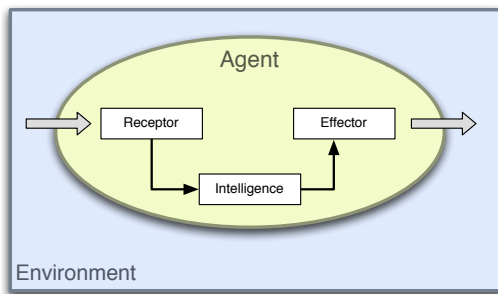 Agent
Receptor
Effector
Intelligence
Environment